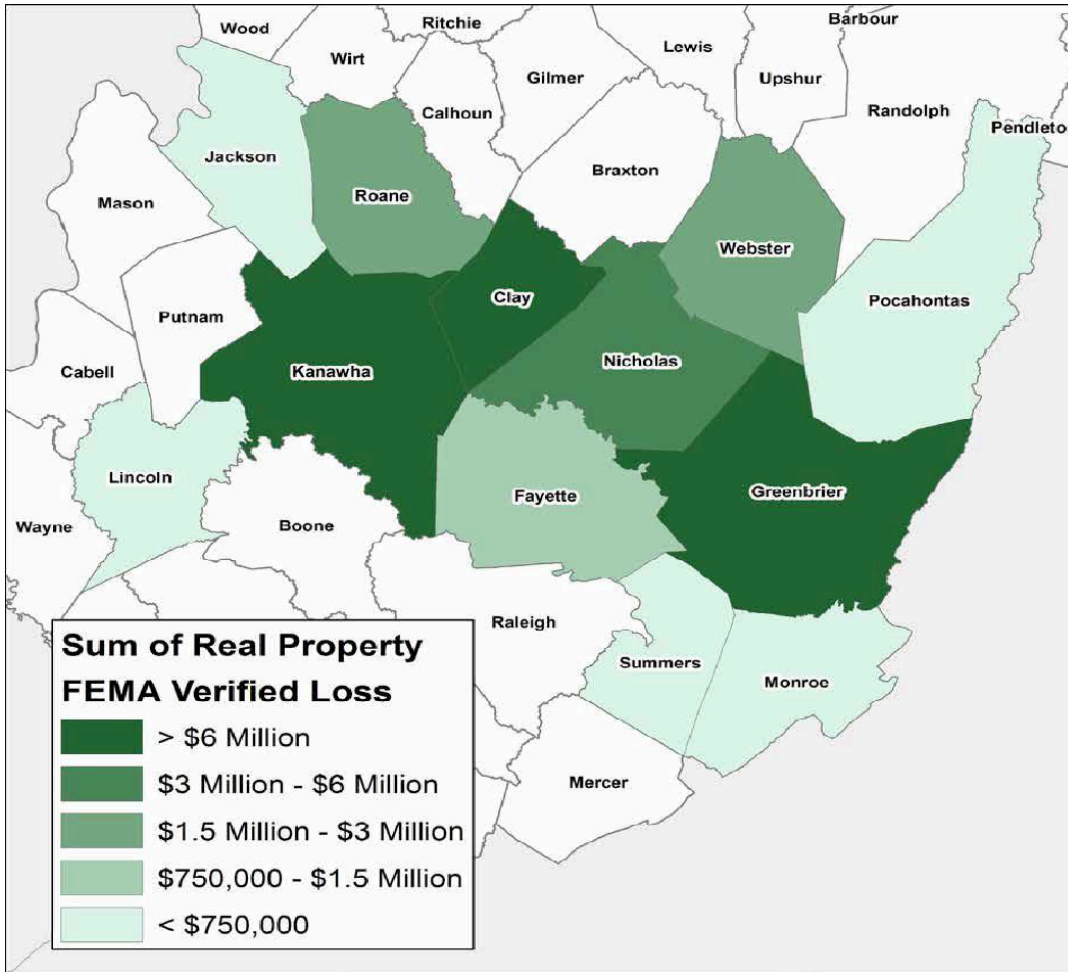 Wood
Ritchie
Barbour
Wirt
Lewis
Upshur
Gilmer
Calhoun
Randolph
Pendleto
Jackson
Braxton
Roane
Mason
Webster
Clay
Pocahontas
Putnam
Nicholas
Kanawha
Cabell
Lincoln
Greenbrier
Fayette
Wayne
Boone
Raleigh
Summers
Monroe
Mercer
Sum of Real Property
FEMA Verified Loss
> $6 Million
$3 Million - $6 Million
$1.5 Million - $3 Million
$750,000 - $1.5 Million
< $750,000